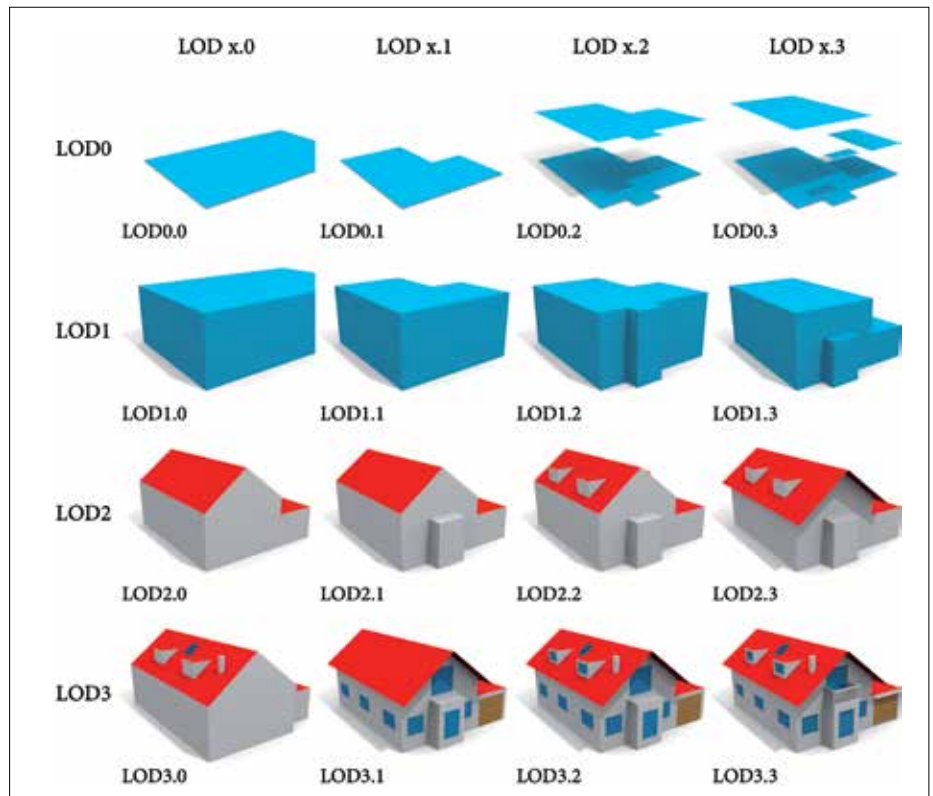 LOD x.0 LOD x.1 LOD x.2 LOD x.3
LOD0
LOD0.0 LOD0.1 LOD0.2 LOD0.3
LOD1
LOD1.0 LOD1.1 LOD1.2 LOD1.3
LOD2
LOD2.0 LOD2.1 LOD2.2 LOD2.3
LOD3
LOD3.0 LOD3.1 LOD3.2 LOD3.3